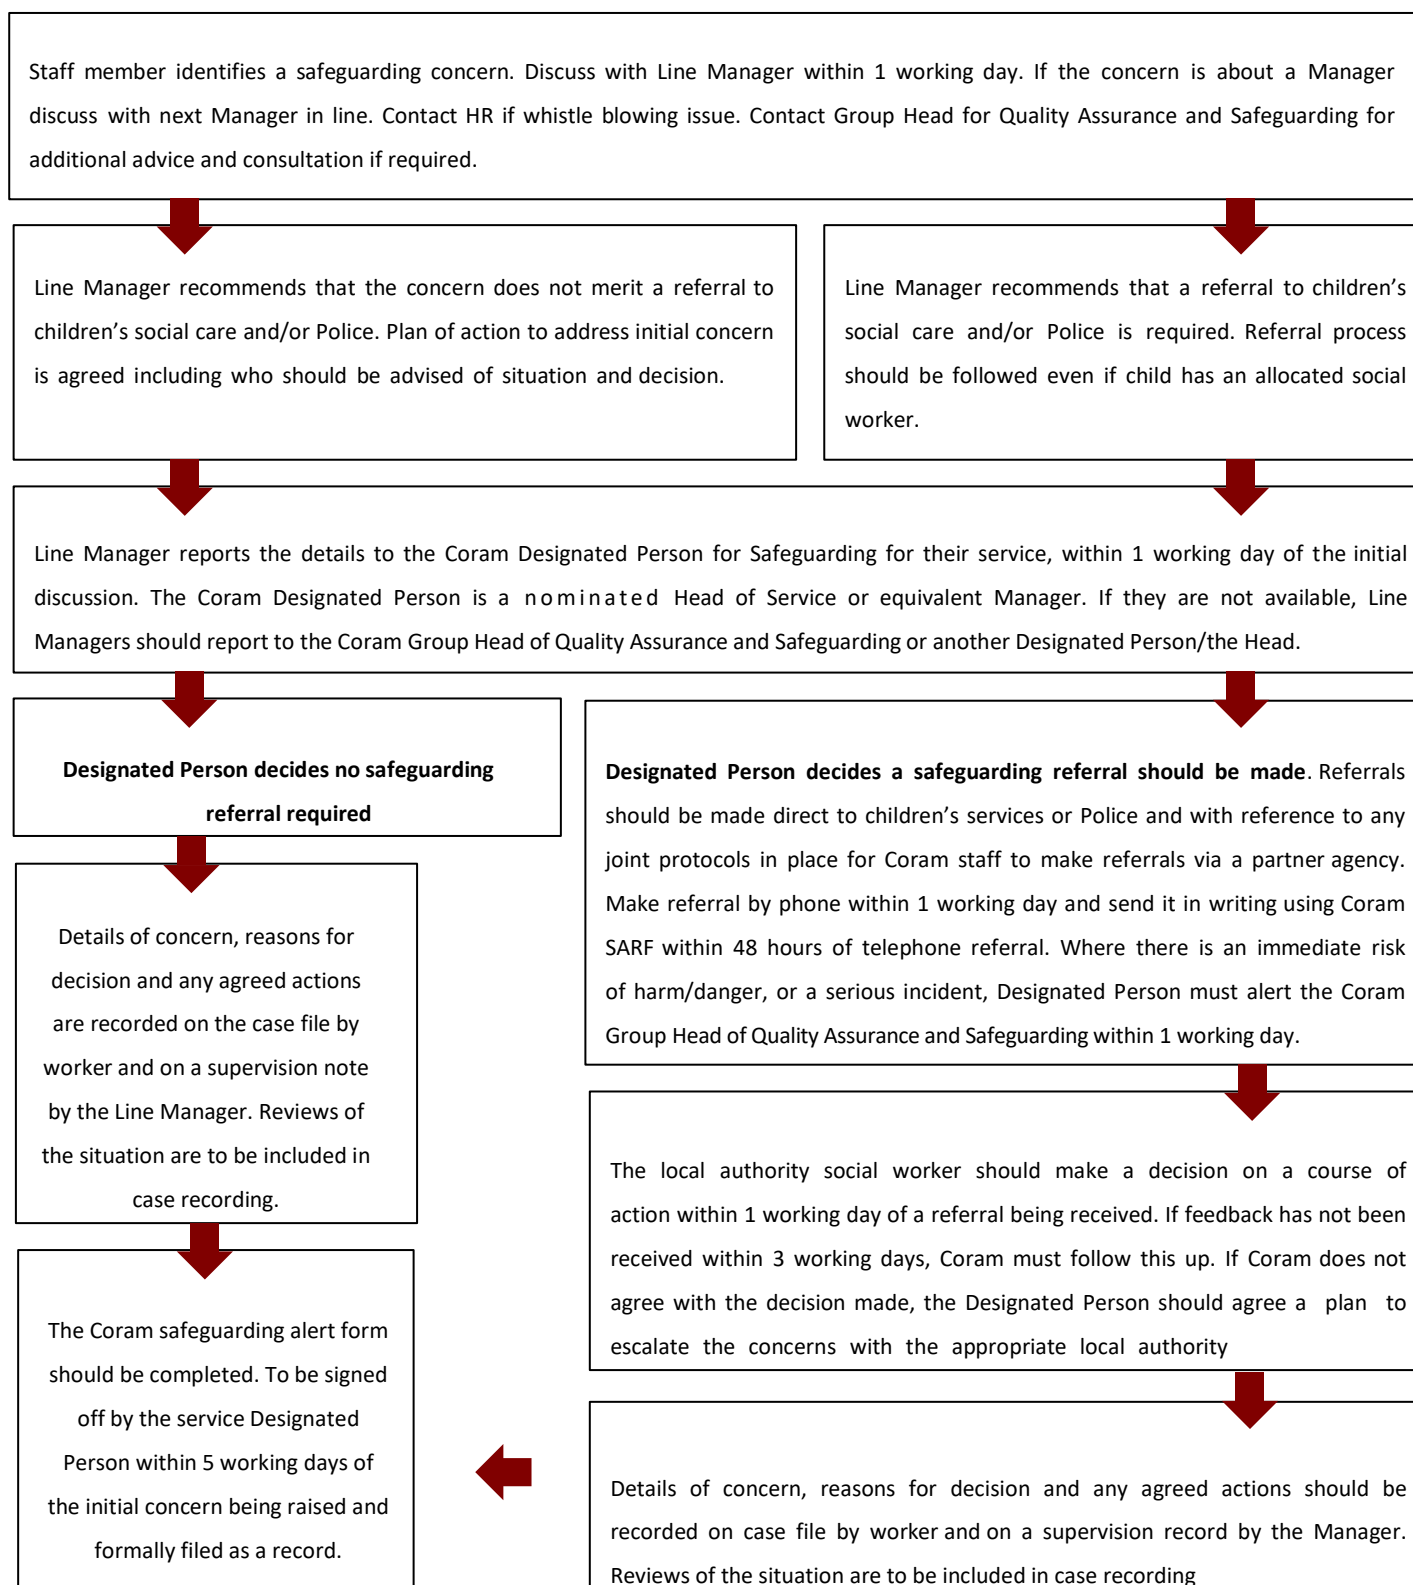 Staff member identifies a safeguarding concern. Discuss with Line Manager within 1 working day. If the concern is about a Manager
discuss with next Manager in line. Contact HR if whistle blowing issue. Contact Group Head for Quality Assurance and Safeguarding for
additional advice and consultation if required.
Line Manager recommends that the concern does not merit a referral to
children’s social care and/or Police. Plan of action to address initial concern
is agreed including who should be advised of situation and decision.
Line Manager recommends that a referral to children’s
social care and/or Police is required. Referral process
should be followed even if child has an allocated social
worker.
Line Manager reports the details to the Coram Designated Person for Safeguarding for their service, within 1 working day of the initial
discussion. The Coram Designated Person is a nominated Head of Service or equivalent Manager. If they are not available, Line
Managers should report to the Coram Group Head of Quality Assurance and Safeguarding or another Designated Person/the Head.
Designated Person decides no safeguarding
referral required
Details of concern, reasons for
decision and any agreed actions
are recorded on the case file by
worker and on a supervision note
by the Line Manager. Reviews of
the situation are to be included in
case recording.
The Coram safeguarding alert form
should be completed. To be signed
off by the service Designated
Person within 5 working days of
the initial concern being raised and
formally filed as a record.
Designated Person decides a safeguarding referral should be made. Referrals
should be made direct to children’s services or Police and with reference to any
joint protocols in place for Coram staff to make referrals via a partner agency.
Make referral by phone within 1 working day and send it in writing using Coram
SARF within 48 hours of telephone referral. Where there is an immediate risk
of harm/danger, or a serious incident, Designated Person must alert the Coram
Group Head of Quality Assurance and Safeguarding within 1 working day.
The local authority social worker should make a decision on a course of
action within 1 working day of a referral being received. If feedback has not been
received within 3 working days, Coram must follow this up. If Coram does not
agree with the decision made, the Designated Person should agree a plan to
escalate the concerns with the appropriate local authority
Details of concern, reasons for decision and any agreed actions should be
recorded on case file by worker and on a supervision record by the Manager.
Reviews of the situation are to be included in case recording